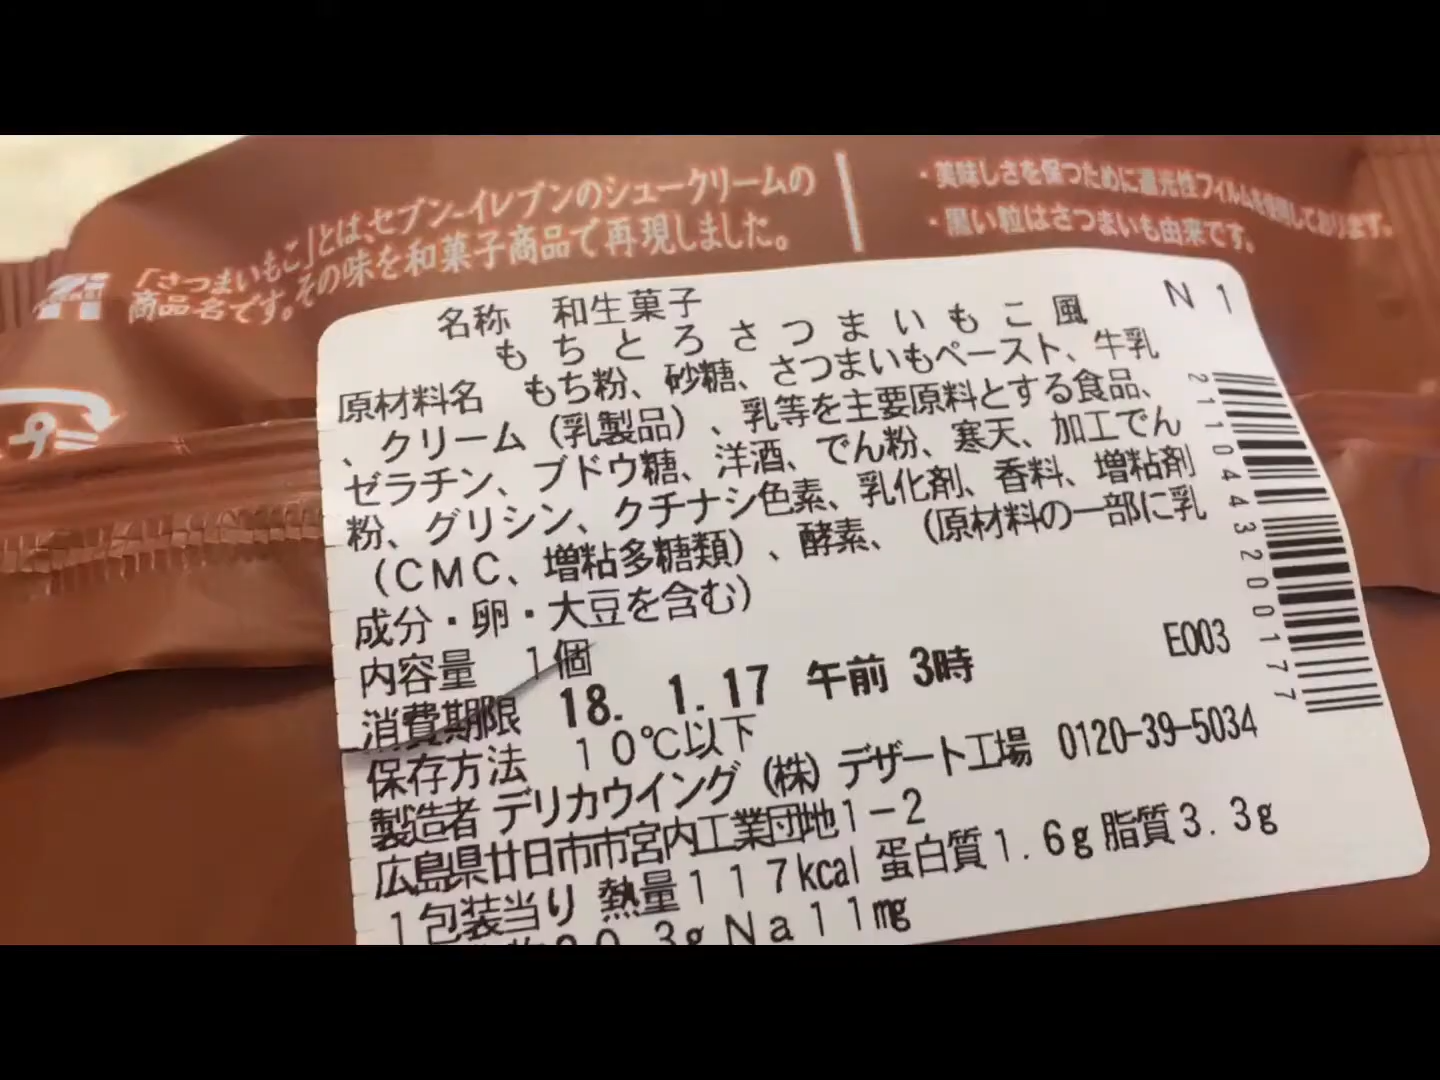 「さつまいもこ」とは、セブン-イレブンのシュークリームの
商品名です。その味を和菓子商品で再現しました。
・美味しさを保つために遮光性フィルムを使用しております。
・黒い粒はさつまいも由来です。
プラ
名称 和生菓子
N1
もちとろさつまいもこ風
原材料名 もち粉、砂糖、さつまいもペースト、牛乳
、クリーム（乳製品）、乳等を主要原料とする食品、
ゼラチン、ブドウ糖、洋酒、でん粉、寒天、加工でん
粉、グリシン、クチナシ色素、乳化剤、香料、増粘剤
（CMC、増粘多糖類）、酵素、（原材料の一部に乳
成分・卵・大豆を含む）
内容量 1個
消費期限 18. 1.17 午前 3時
E003
保存方法 10℃以下
製造者 デリカウイング（株）デザート工場 0120-39-5034
広島県廿日市市宮内工業団地1-2
1包装当り 熱量117kcal 蛋白質1.6g 脂質3.3g
3g Na11mg
2110443200177